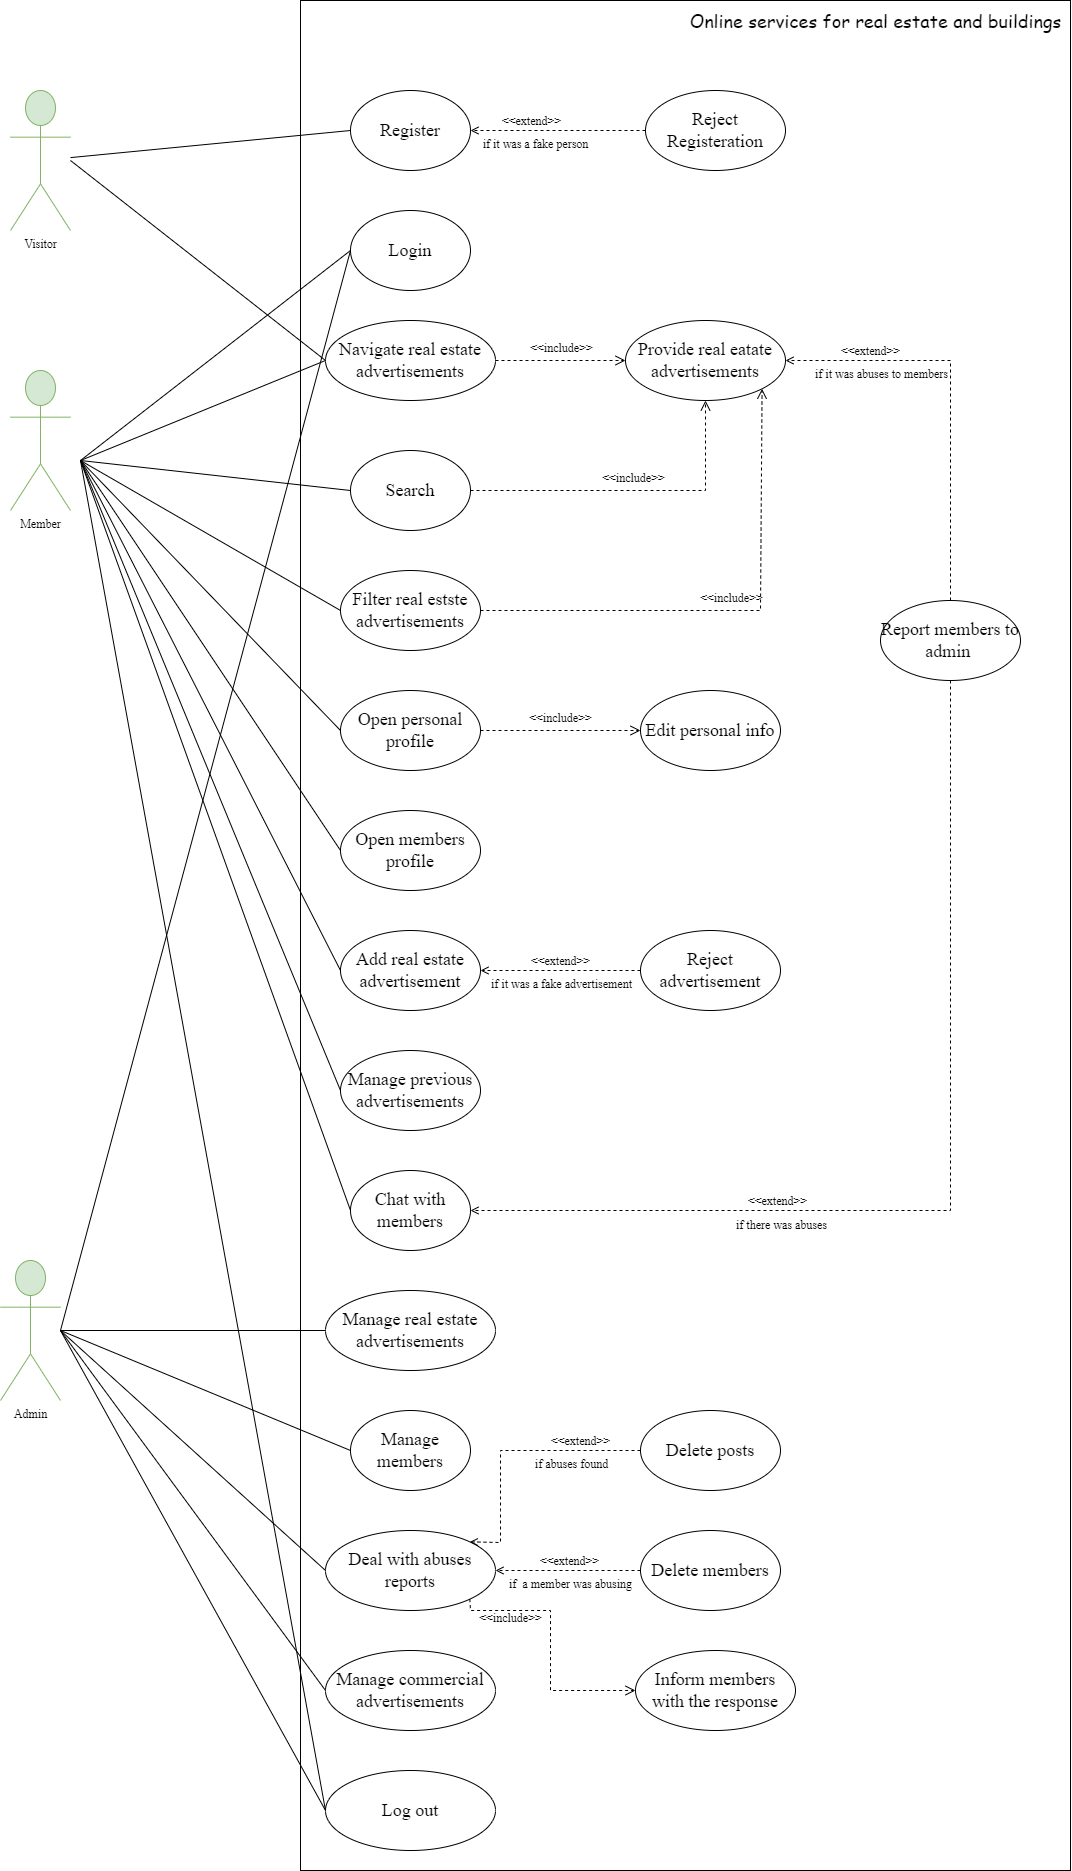 Online services for real estate and buildings
Register
<<extend>>
if it was a fake person
Reject
Registeration
Visitor
Login
Navigate real estate
advertisements
<<include>>
Provide real eatate
advertisements
<<extend>>
if it was abuses to members
Member
Search
<<include>>
Filter real estste
advertisements
<<include>>
Report members to
admin
Open personal
profile
<<include>>
Edit personal info
Open members
profile
Add real estate
advertisement
<<extend>>
if it was a fake advertisement
Reject
advertisement
Manage previous
advertisements
Chat with
members
<<extend>>
if there was abuses
Admin
Manage real estate
advertisements
Manage
members
<<extend>>
if abuses found
Delete posts
Deal with abuses
reports
<<extend>>
if a member was abusing
Delete members
<<include>>
Manage commercial
advertisements
Inform members
with the response
Log out